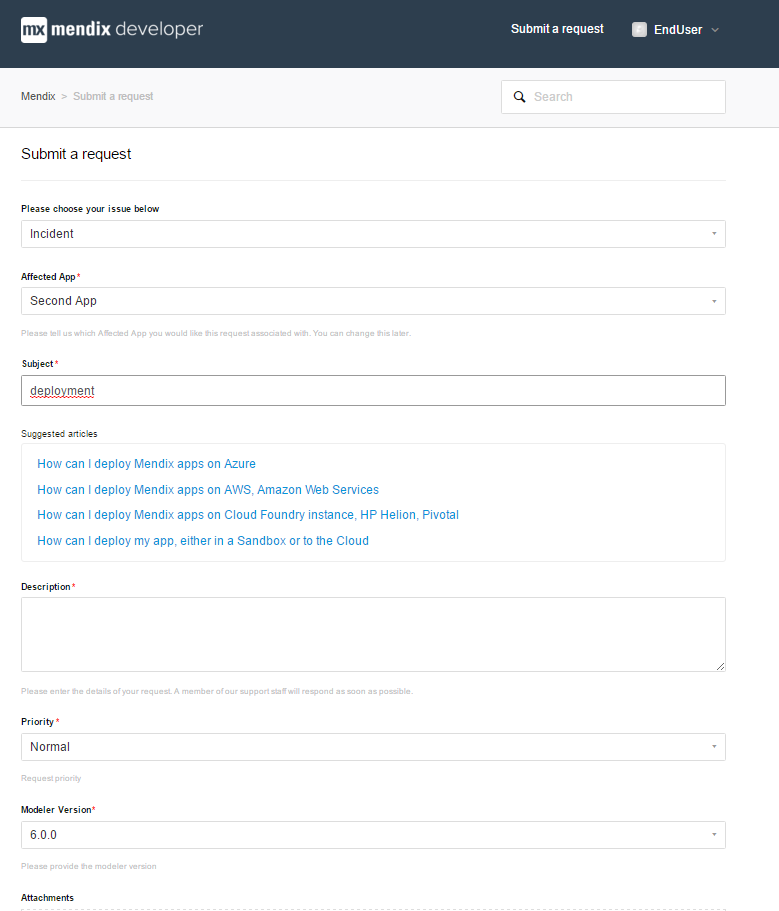 mx mendix developer
Submit a request
EndUser
Mendix > Submit a request
Search
Submit a request
Please choose your issue below
Incident
Affected App*
Second App
Please tell us which Affected App you would like this request associated with. You can change this later.
Subject*
deployment
Suggested articles
How can I deploy Mendix apps on Azure
How can I deploy Mendix apps on AWS, Amazon Web Services
How can I deploy Mendix apps on Cloud Foundry instance, HP Helion, Pivotal
How can I deploy my app, either in a Sandbox or to the Cloud
Description*
Please enter the details of your request. A member of our support staff will respond as soon as possible.
Priority*
Normal
Request priority
Modeler Version*
6.0.0
Please provide the modeler version
Attachments